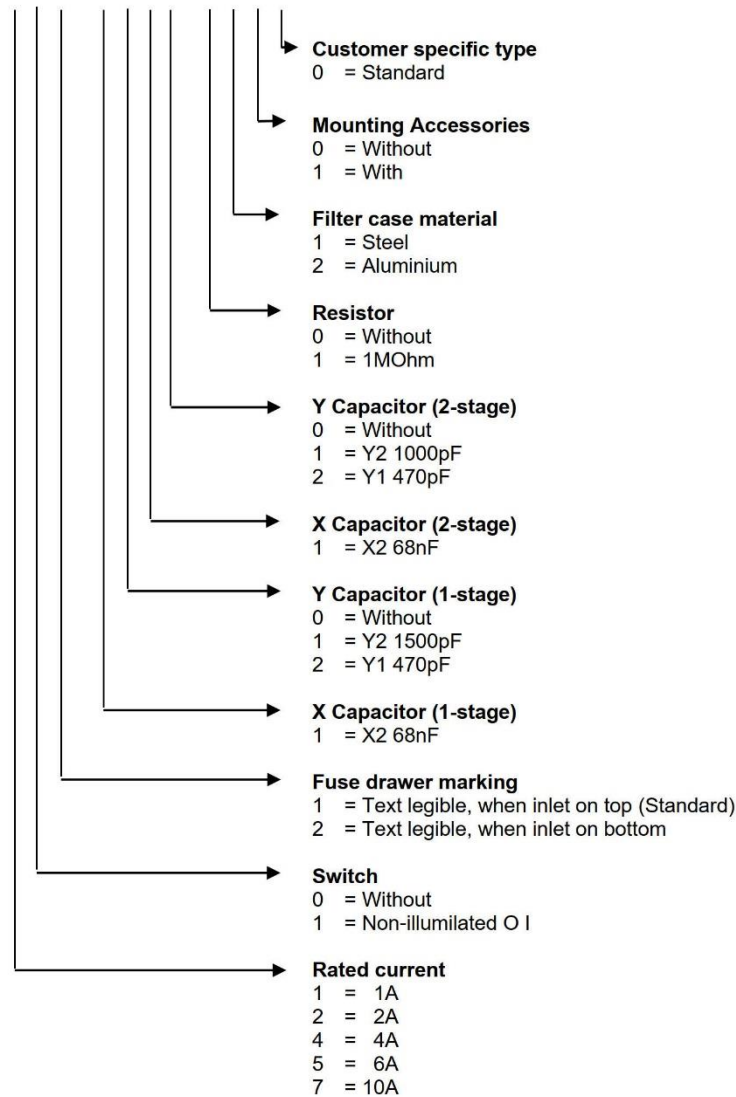 Customer specific type
0 = Standard
Mounting Accessories
0 = Without
1 = With
Filter case material
1 = Steel
2 = Aluminium
Resistor
0 = Without
1 = 1MOhm
Y Capacitor (2-stage)
0 = Without
1 = Y2 1000pF
2 = Y1 470pF
X Capacitor (2-stage)
1 = X2 68nF
Y Capacitor (1-stage)
0 = Without
1 = Y2 1500pF
2 = Y1 470pF
X Capacitor (1-stage)
1 = X2 68nF
Fuse drawer marking
1 = Text legible, when inlet on top (Standard)
2 = Text legible, when inlet on bottom
Switch
0 = Without
1 = Non-illumilated O I
Rated current
1 = 1A
2 = 2A
4 = 4A
5 = 6A
7 = 10A